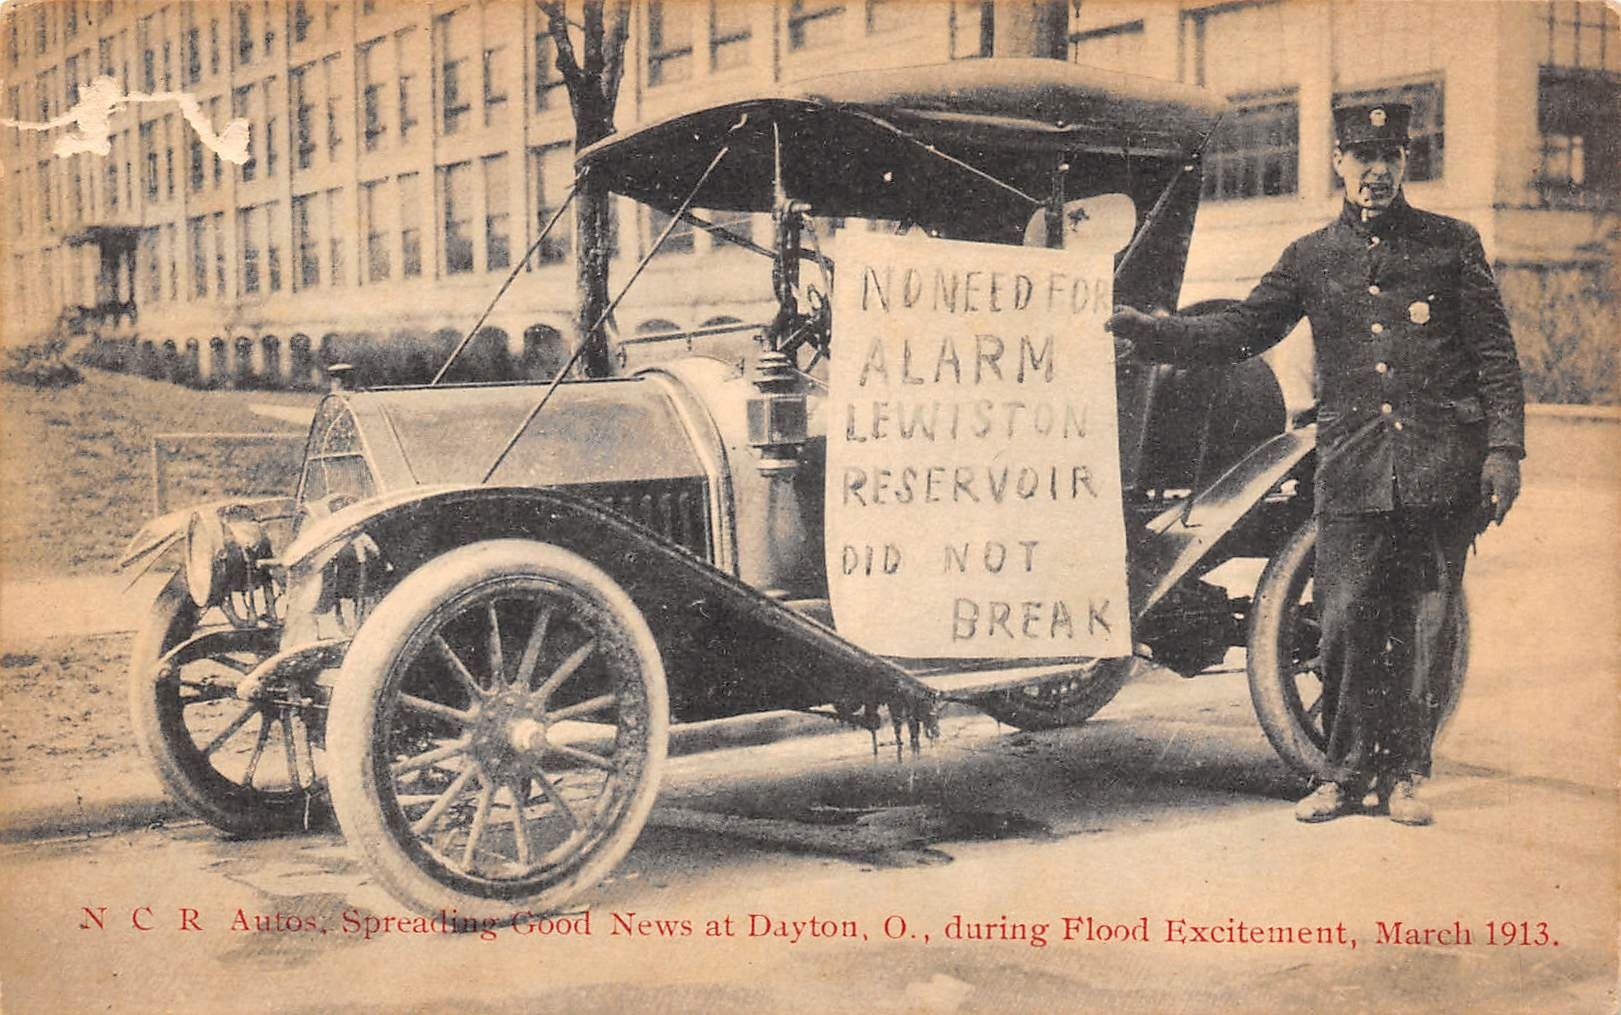 NO NEED FOR
ALARM
LEWISTON
RESERVOIR
DID NOT
BREAK
N C R Autos, Spreading Good News at Dayton, O., during Flood Excitement, March 1913.